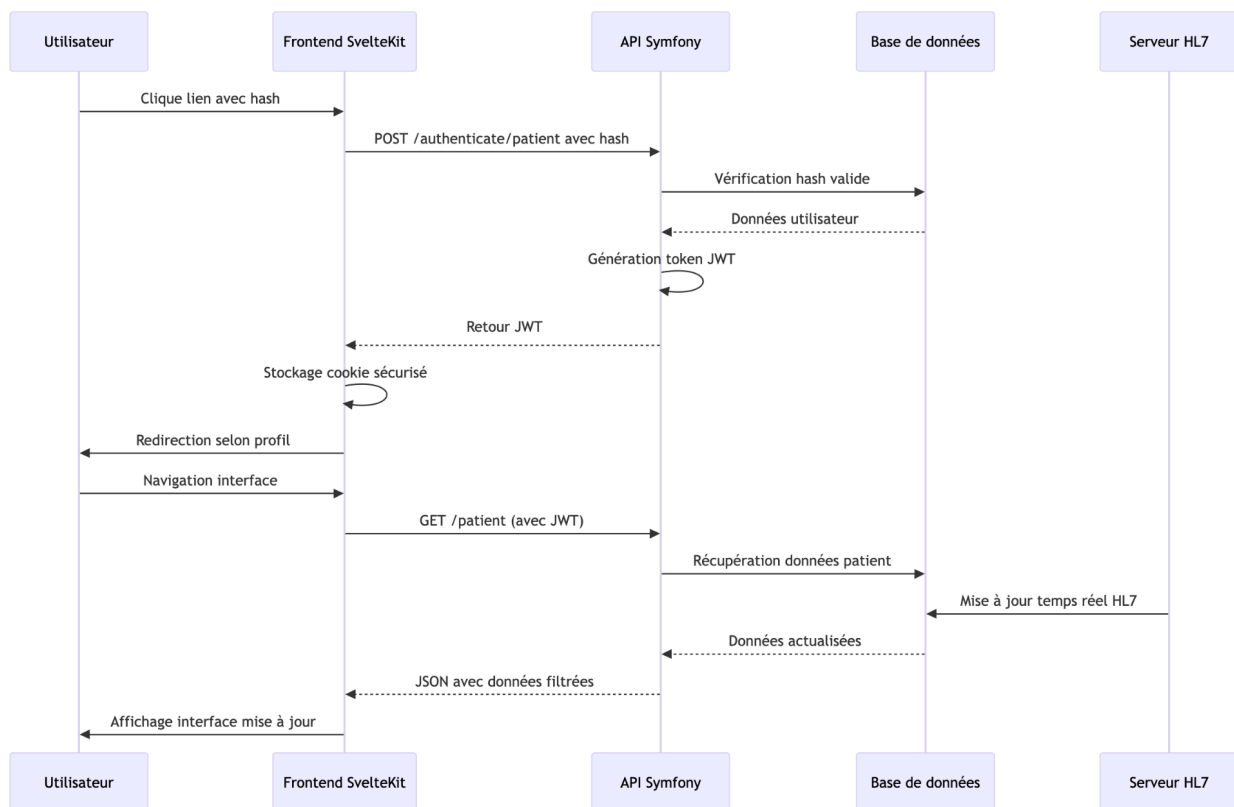 Utilisateur
Frontend SvelteKit
API Symfony
Base de données
Serveur HL7
Clique lien avec hash
POST /authenticate/patient avec hash
Vérification hash valide
Données utilisateur
Génération token JWT
Retour JWT
Stockage cookie sécurisé
Redirection selon profil
Navigation interface
GET /patient (avec JWT)
Récupération données patient
Mise à jour temps réel HL7
Données actualisées
JSON avec données filtrées
Affichage interface mise à jour
Utilisateur
Frontend SvelteKit
API Symfony
Base de données
Serveur HL7